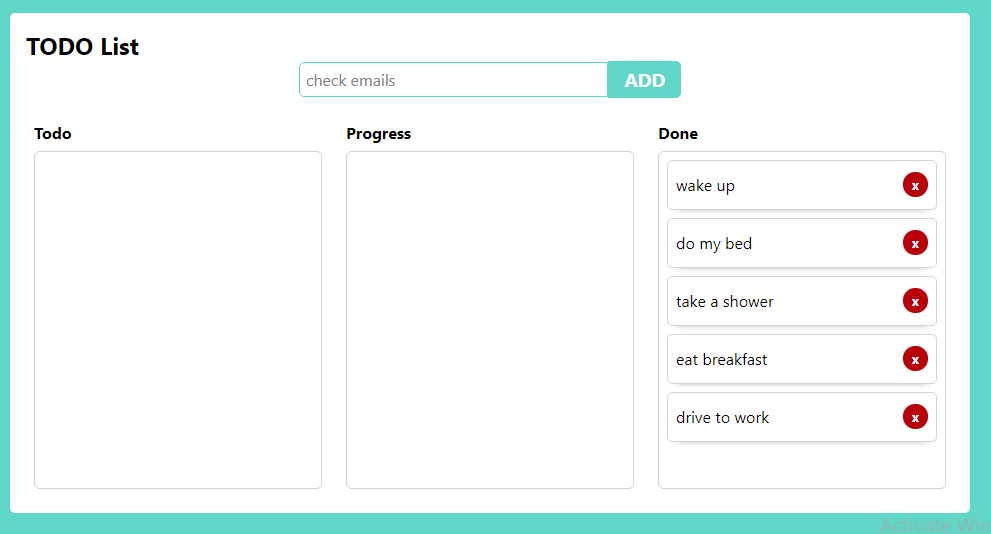 TODO List
check emails
ADD
Todo
Progress
Done
wake up
x
do my bed
x
take a shower
x
eat breakfast
x
drive to work
x
Activate Win